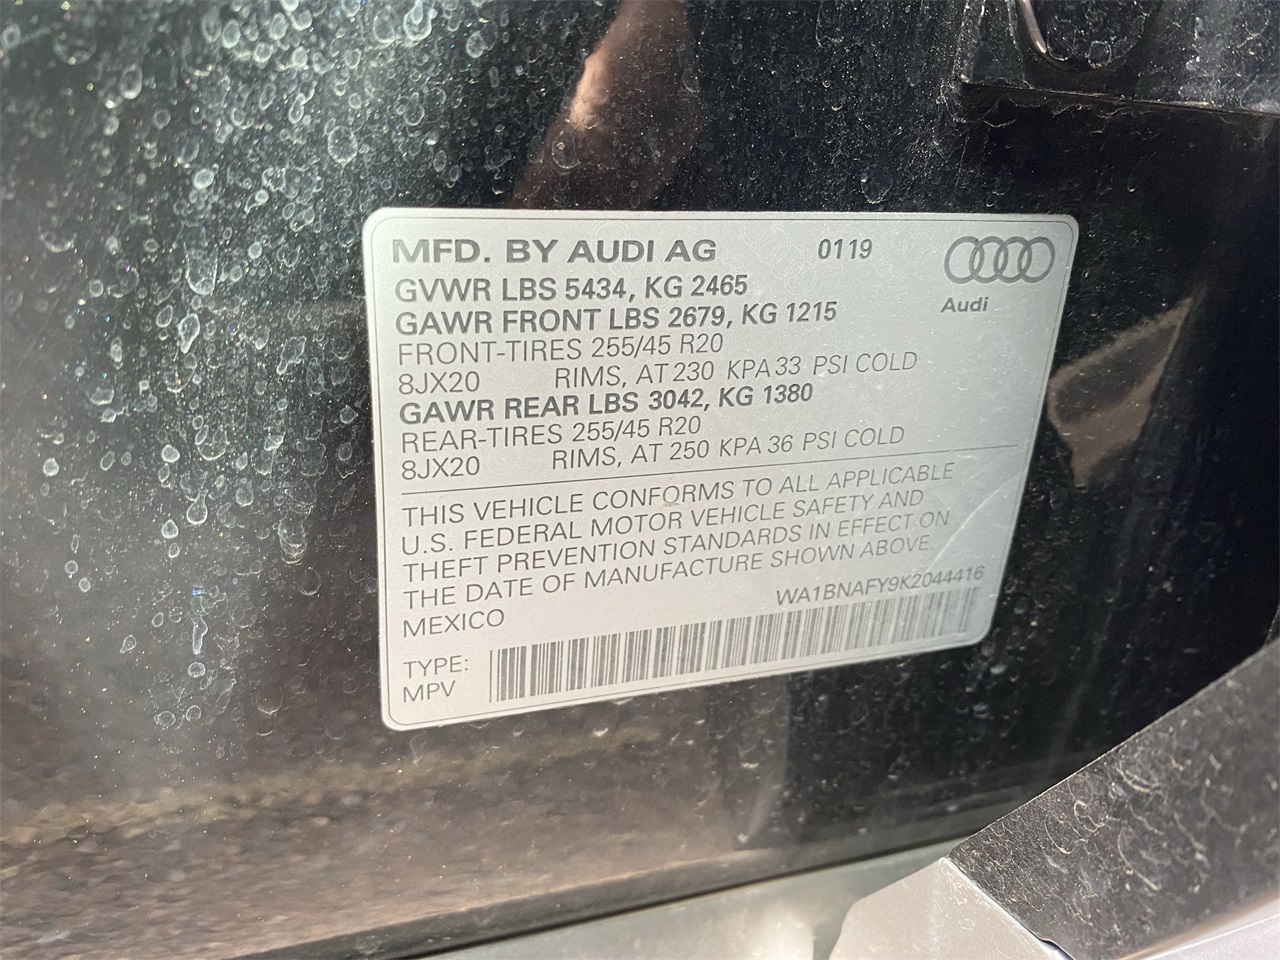 MFD. BY AUDI AG 0119
Audi
GVWR LBS 5434, KG 2465
GAWR FRONT LBS 2679, KG 1215
FRONT-TIRES 255/45 R20
8JX20 RIMS, AT 230 KPA 33 PSI COLD
GAWR REAR LBS 3042, KG 1380
REAR-TIRES 255/45 R20
8JX20 RIMS, AT 250 KPA 36 PSI COLD
THIS VEHICLE CONFORMS TO ALL APPLICABLE
U.S. FEDERAL MOTOR VEHICLE SAFETY AND
THEFT PREVENTION STANDARDS IN EFFECT ON
THE DATE OF MANUFACTURE SHOWN ABOVE.
MEXICO WA1BNAFY9K2044416
TYPE:
MPV